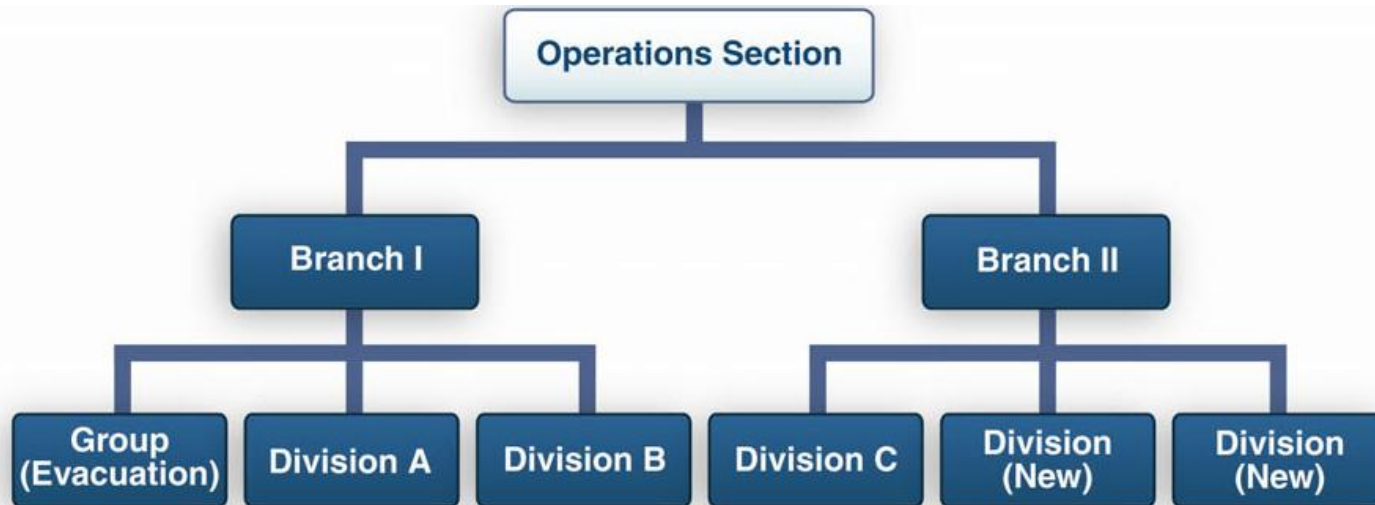 Operations Section
Branch I
Branch II
Group
(Evacuation)
Division A
Division B
Division C
Division
(New)
Division
(New)